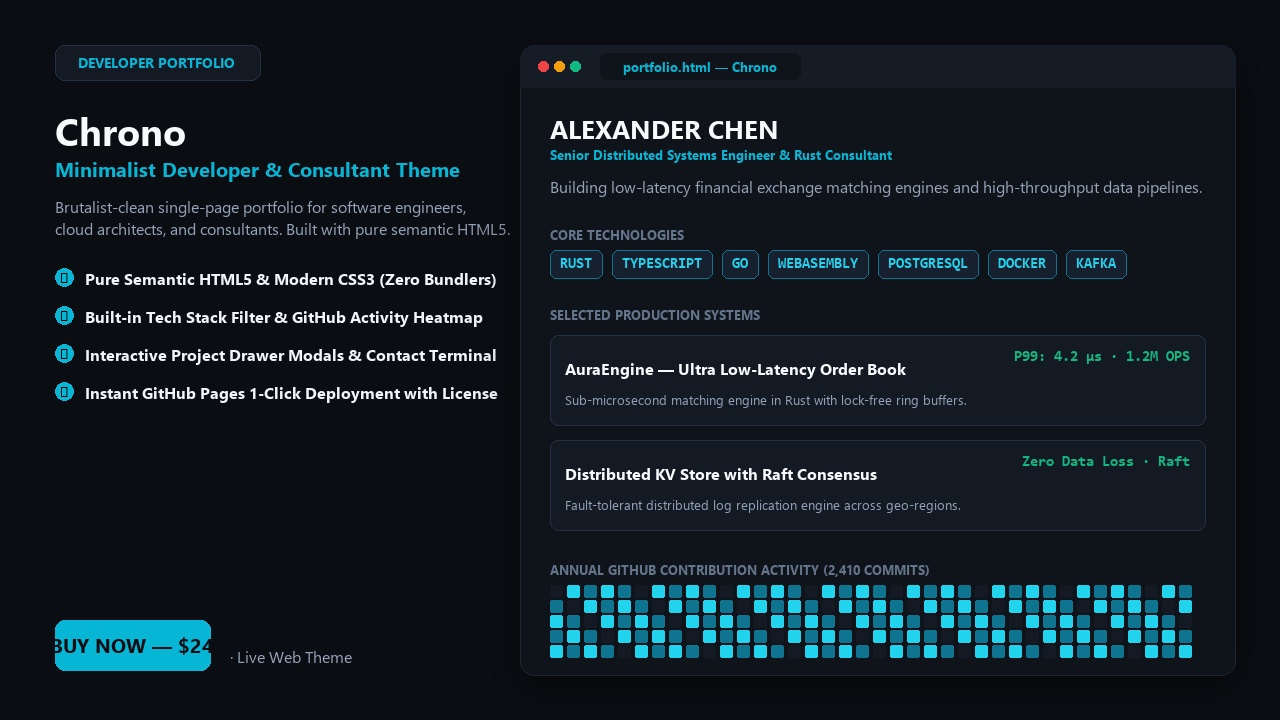 DEVELOPER PORTFOLIO
Chrono
Minimalist Developer & Consultant Theme
Brutalist-clean single-page portfolio for software engineers,
cloud architects, and consultants. Built with pure semantic HTML5.
Pure Semantic HTML5 & Modern CSS3 (Zero Bundlers)
Built-in Tech Stack Filter & GitHub Activity Heatmap
Interactive Project Drawer Modals & Contact Terminal
Instant GitHub Pages 1-Click Deployment with License
BUY NOW — $24
· Live Web Theme
portfolio.html — Chrono
ALEXANDER CHEN
Senior Distributed Systems Engineer & Rust Consultant
Building low-latency financial exchange matching engines and high-throughput data pipelines.
CORE TECHNOLOGIES
RUST TYPESCRIPT GO WEBASEMBLY POSTGRESQL DOCKER KAFKA
SELECTED PRODUCTION SYSTEMS
P99: 4.2 µs · 1.2M OPS
AuraEngine — Ultra Low-Latency Order Book
Sub-microsecond matching engine in Rust with lock-free ring buffers.
Zero Data Loss · Raft
Distributed KV Store with Raft Consensus
Fault-tolerant distributed log replication engine across geo-regions.
ANNUAL GITHUB CONTRIBUTION ACTIVITY (2,410 COMMITS)